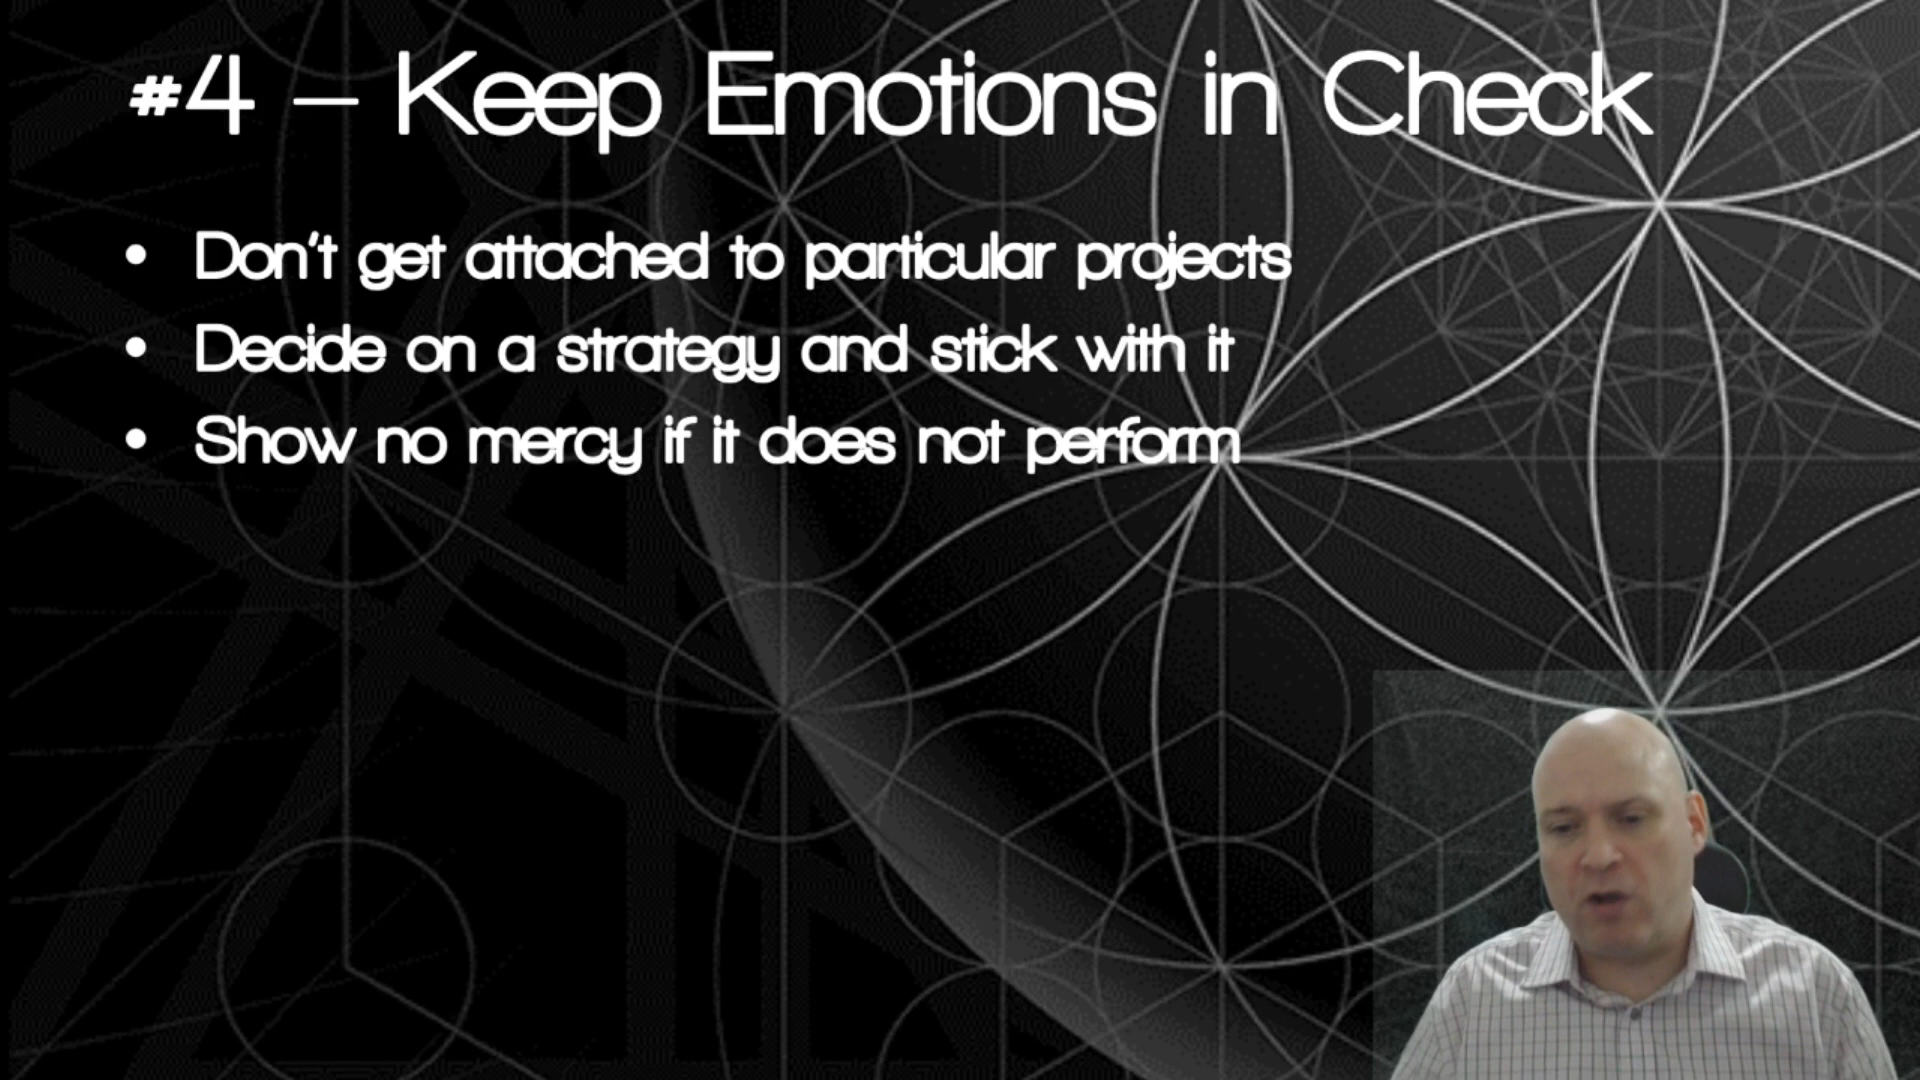 #4 – Keep Emotions in Check
• Don't get attached to particular projects
• Decide on a strategy and stick with it
• Show no mercy if it does not perform